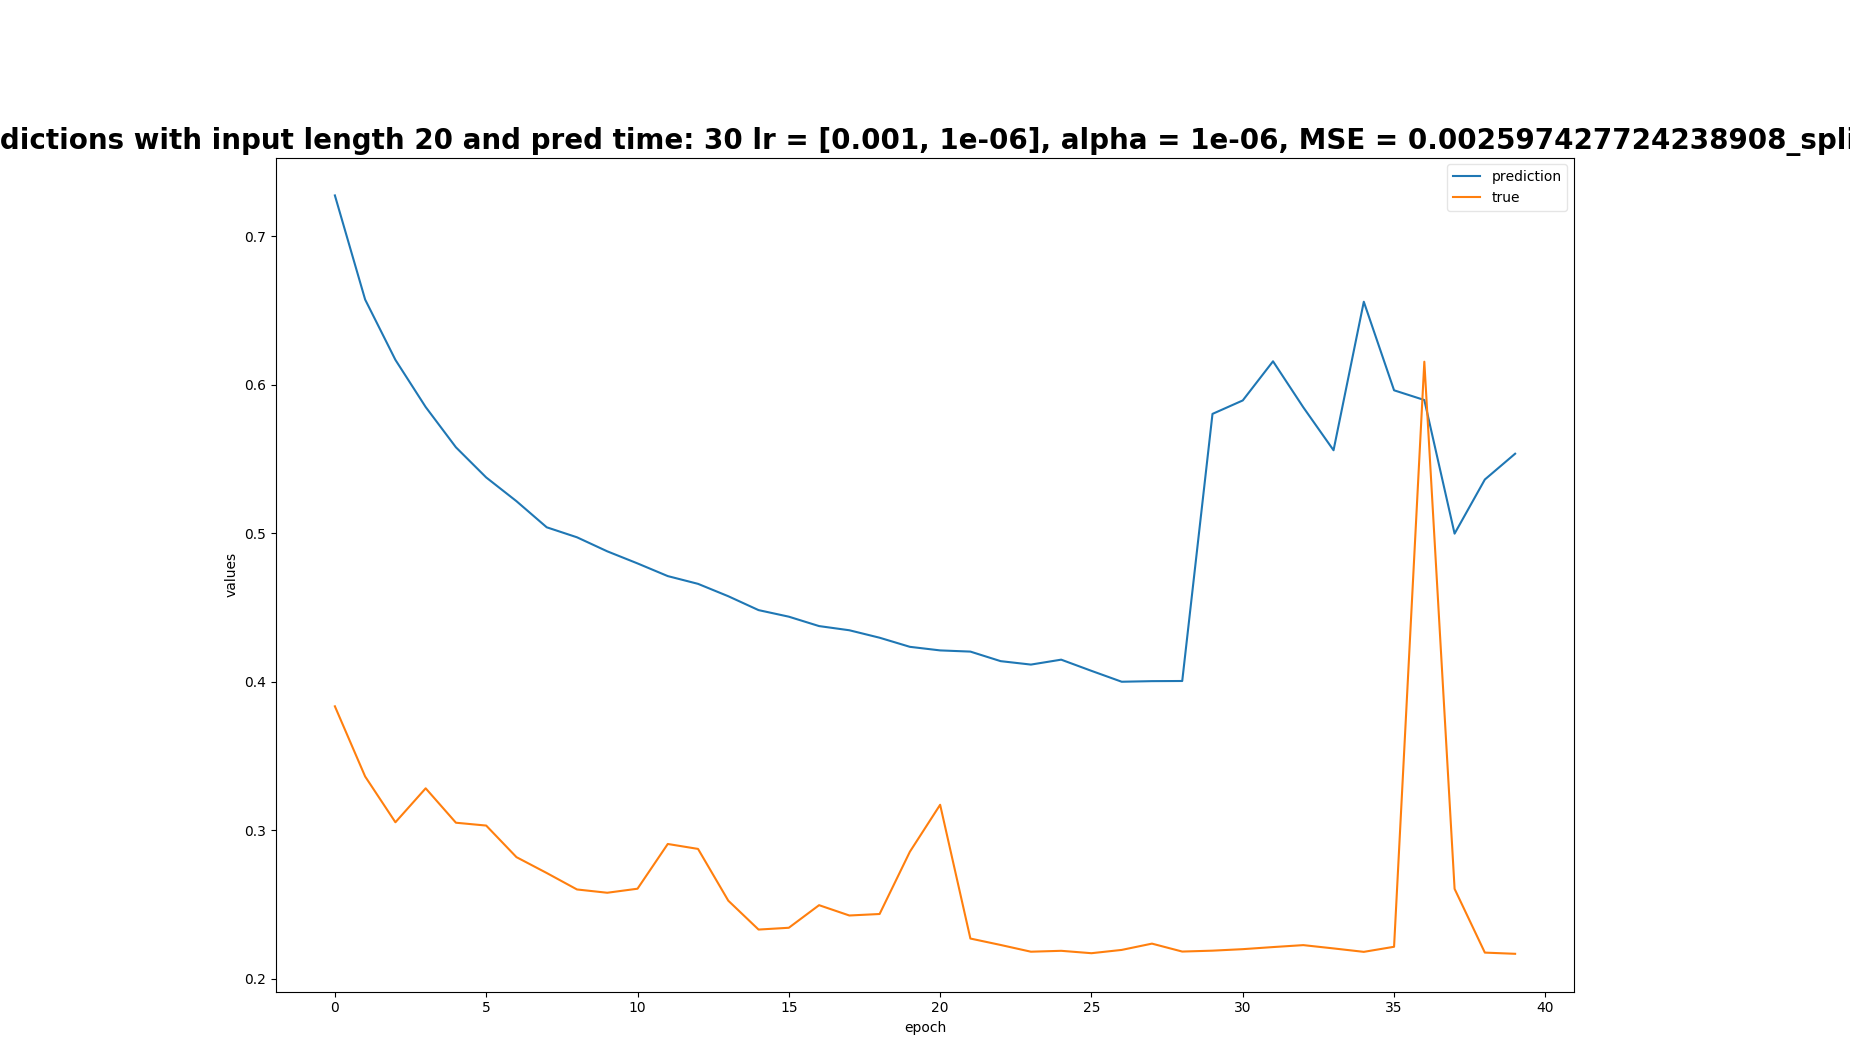 dictions with input length 20 and pred time: 30 lr = [0.001, 1e-06], alpha = 1e-06, MSE = 0.002597427724238908_spli
prediction
true
0.7
0.6
0.5
0.4
0.3
0.2
values
0 5 10 15 20 25 30 35 40
epoch